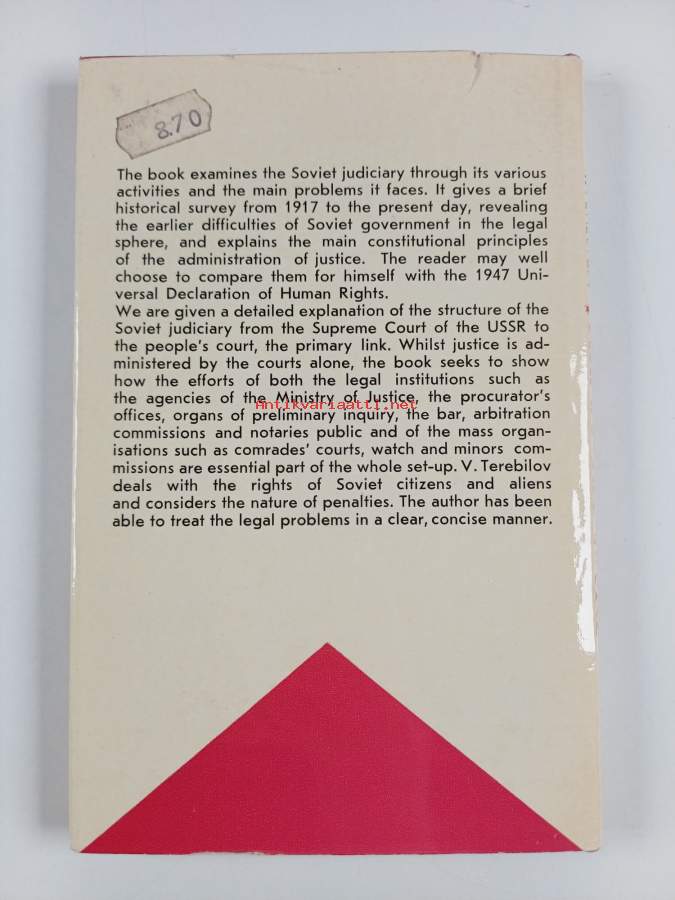 8.70
The book examines the Soviet judiciary through its various
activities and the main problems it faces. It gives a brief
historical survey from 1917 to the present day, revealing
the earlier difficulties of Soviet government in the legal
sphere, and explains the main constitutional principles
of the administration of justice. The reader may well
choose to compare them for himself with the 1947 Uni-
versal Declaration of Human Rights.
We are given a detailed explanation of the structure of the
Soviet judiciary from the Supreme Court of the USSR to
the people's court, the primary link. Whilst justice is ad-
ministered by the courts alone, the book seeks to show
how the efforts of both the legal institutions such as
the agencies of the Ministry of Justice, the procurator's
Antikvariaatti.net
offices, organs of preliminary inquiry, the bar, arbitration
commissions and notaries public and of the mass organ-
isations such as comrades' courts, watch and minors com-
missions are essential part of the whole set-up. V. Terebilov
deals with the rights of Soviet citizens and aliens
and considers the nature of penalties. The author has been
able to treat the legal problems in a clear, concise manner.